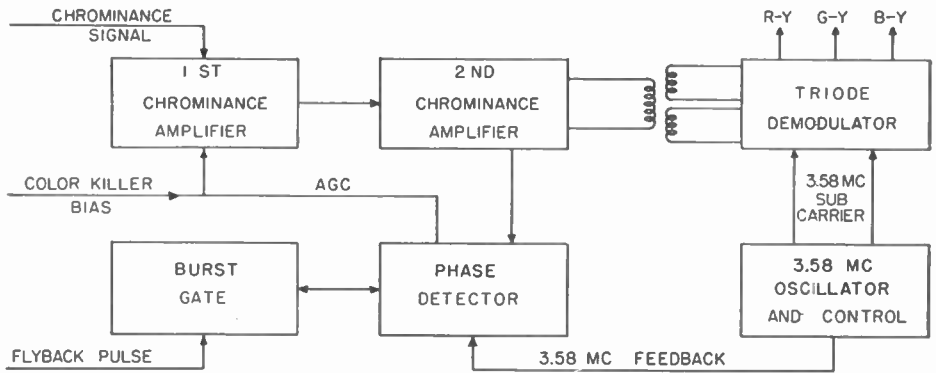 CHROMINANCE
SIGNAL
R-Y G-Y B-Y
1 ST
CHROMINANCE
AMPLIFIER
2 ND
CHROMINANCE
AMPLIFIER
TRIODE
DEMODULATOR
COLOR KILLER
BIAS
AGC
3.58 MC
SUB
CARRIER
BURST
GATE
PHASE
DETECTOR
3.58 MC
OSCILLATOR
AND CONTROL
FLYBACK PULSE
3.58 MC FEEDBACK